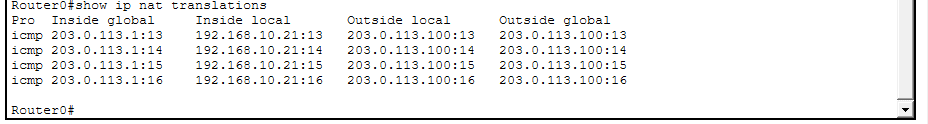 Router0#show ip nat translations
Pro  Inside global     Inside local       Outside local      Outside global
icmp 203.0.113.1:13    192.168.10.21:13   203.0.113.100:13   203.0.113.100:13
icmp 203.0.113.1:14    192.168.10.21:14   203.0.113.100:14   203.0.113.100:14
icmp 203.0.113.1:15    192.168.10.21:15   203.0.113.100:15   203.0.113.100:15
icmp 203.0.113.1:16    192.168.10.21:16   203.0.113.100:16   203.0.113.100:16
Router0#